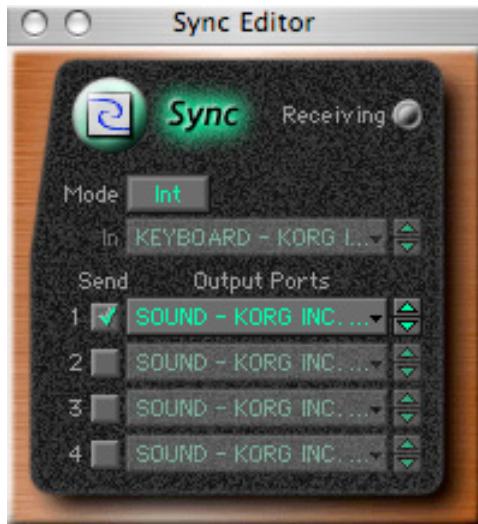 Sync Editor
Sync Receiving
Mode Int
In KEYBOARD - KORG I...
Send Output Ports
1 SOUND - KORG INC. ...
2 SOUND - KORG INC. ...
3 SOUND - KORG INC. ...
4 SOUND - KORG INC. ...